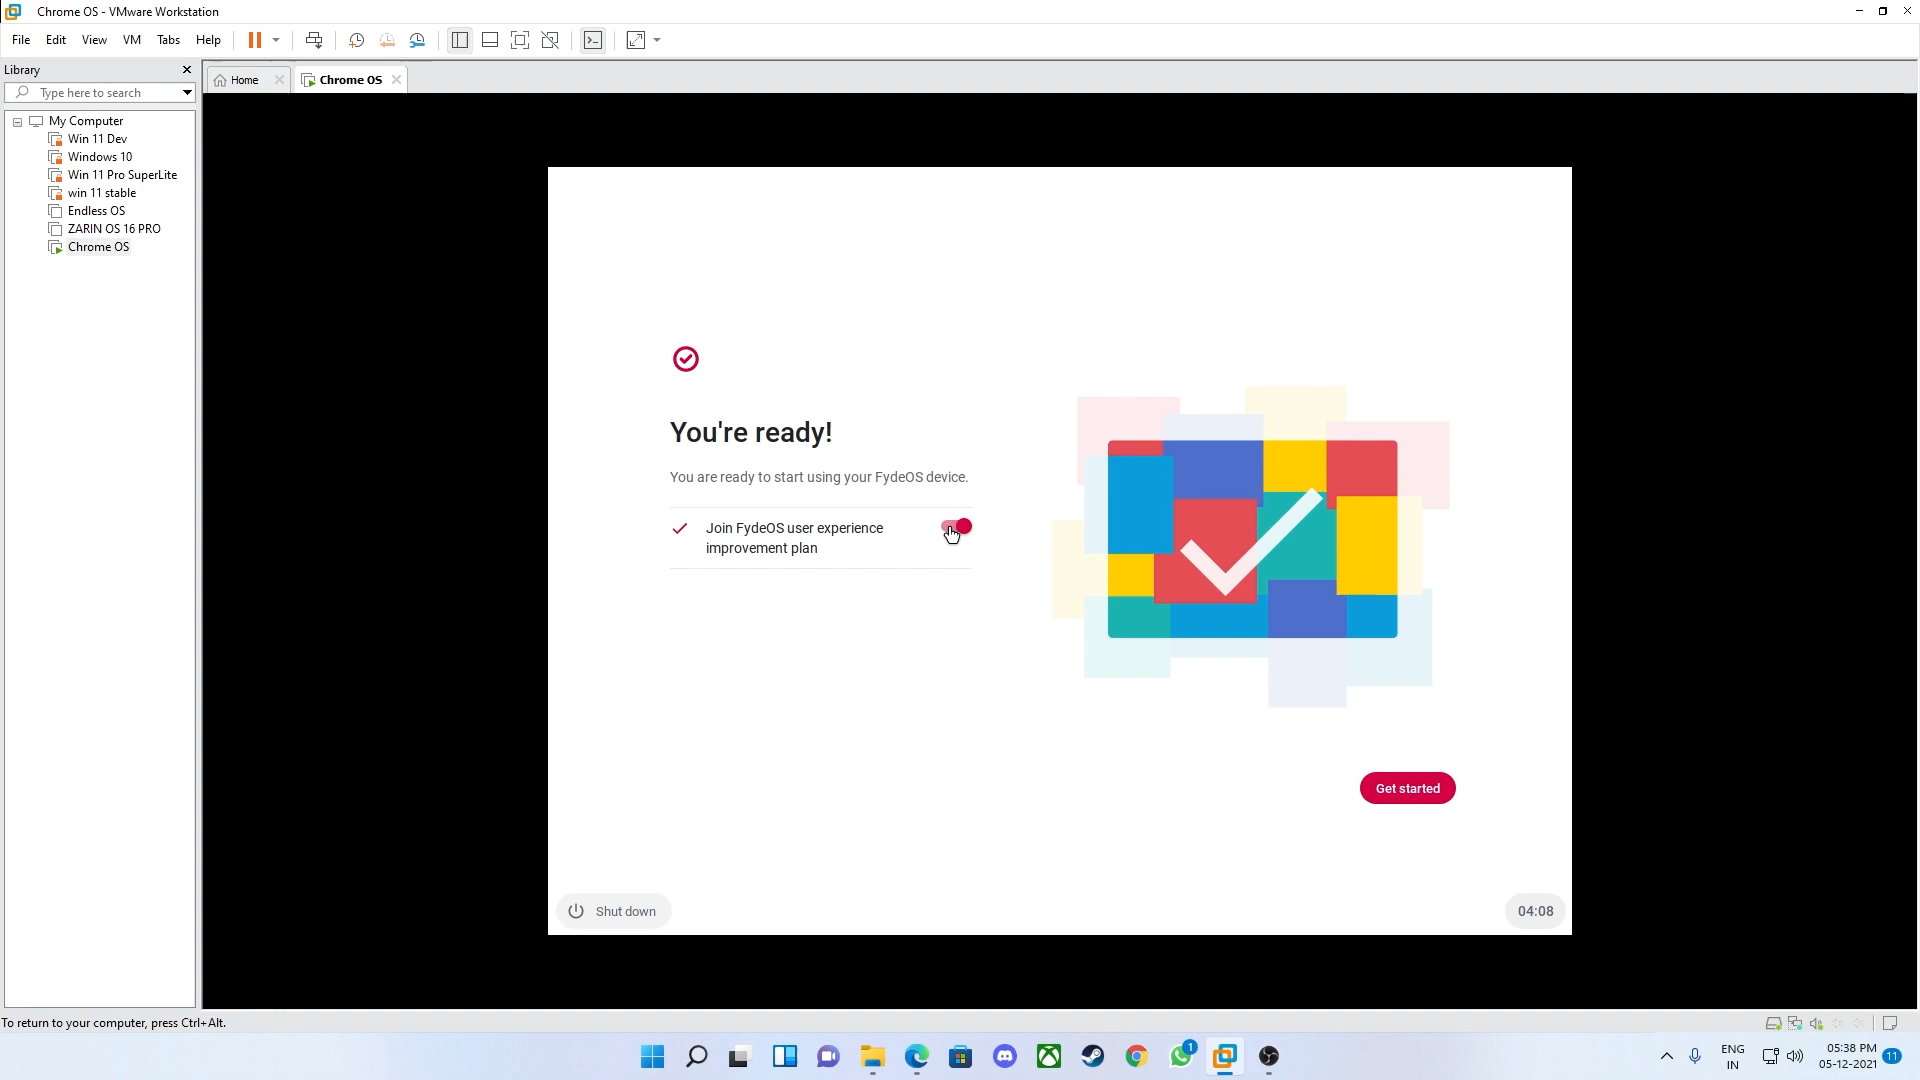 Chrome OS - VMware Workstation
File Edit View VM Tabs Help
Library
Type here to search
Home
Chrome OS
My Computer
Win 11 Dev
Windows 10
Win 11 Pro SuperLite
win 11 stable
Endless OS
ZARIN OS 16 PRO
Chrome OS
You're ready!
You are ready to start using your FydeOS device.
Join FydeOS user experience
improvement plan
Get started
Shut down
04:08
To return to your computer, press Ctrl+Alt.
1
ENG
IN
05:38 PM
05-12-2021
11